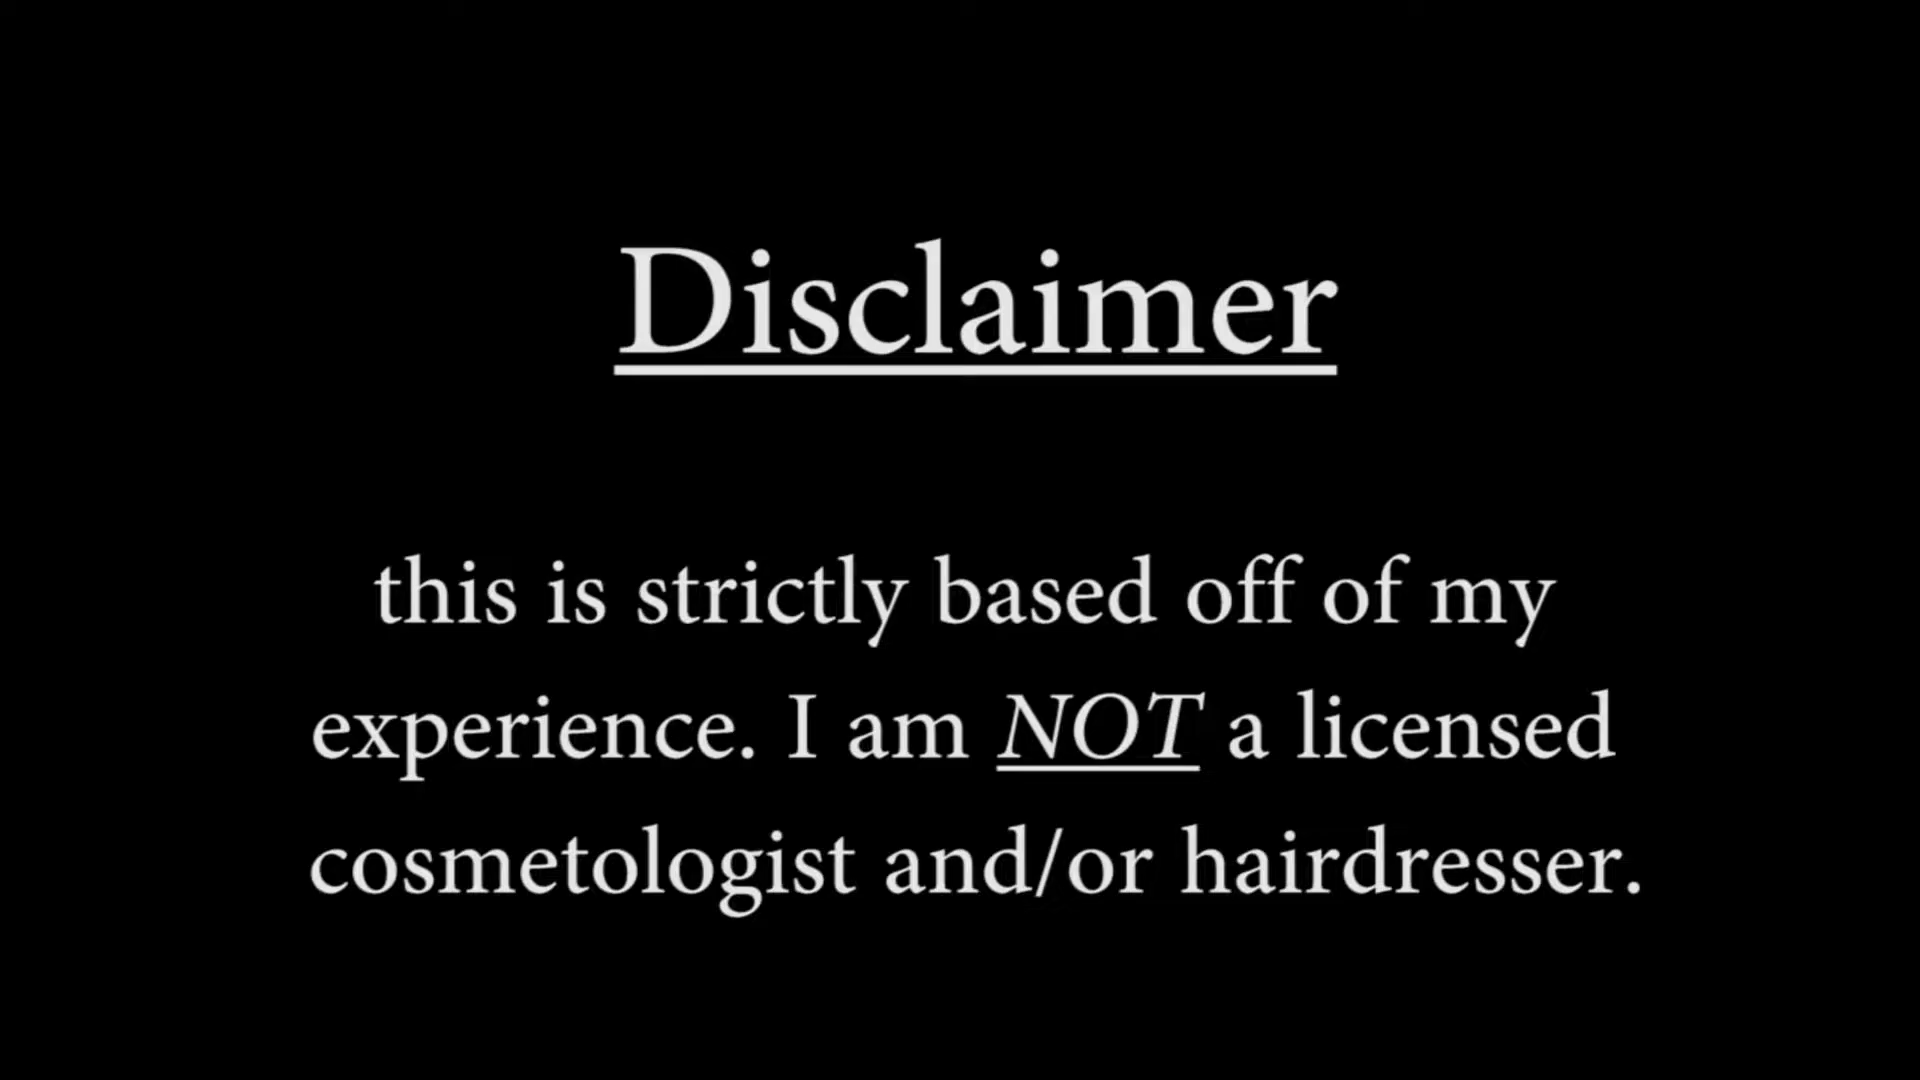 Disclaimer
this is strictly based off of my
experience. I am NOT a licensed
cosmetologist and/or hairdresser.